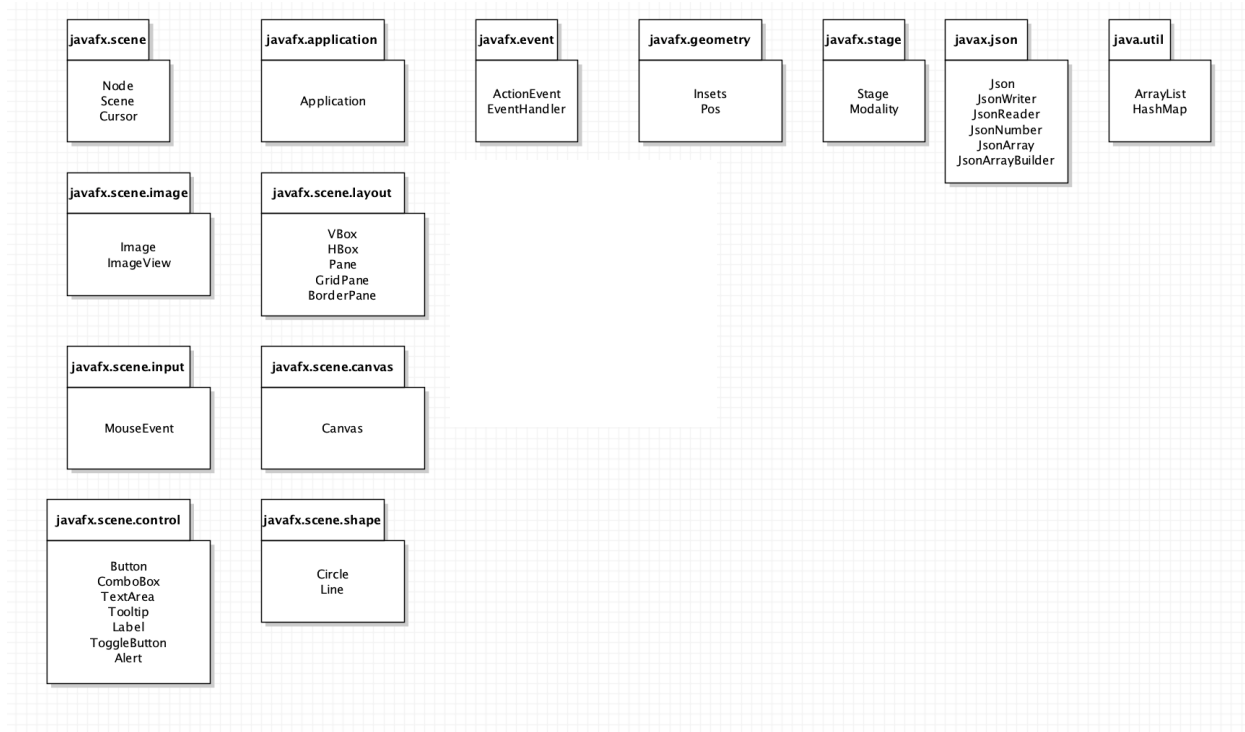 javafx.scene
Node
Scene
Cursor
javafx.application
Application
javafx.event
ActionEvent
EventHandler
javafx.geometry
Insets
Pos
javafx.stage
Stage
Modality
javax.json
Json
JsonWriter
JsonReader
JsonNumber
JsonArray
JsonArrayBuilder
java.util
ArrayList
HashMap
javafx.scene.image
Image
ImageView
javafx.scene.layout
VBox
HBox
Pane
GridPane
BorderPane
javafx.scene.input
MouseEvent
javafx.scene.canvas
Canvas
javafx.scene.control
Button
ComboBox
TextArea
Tooltip
Label
ToggleButton
Alert
javafx.scene.shape
Circle
Line